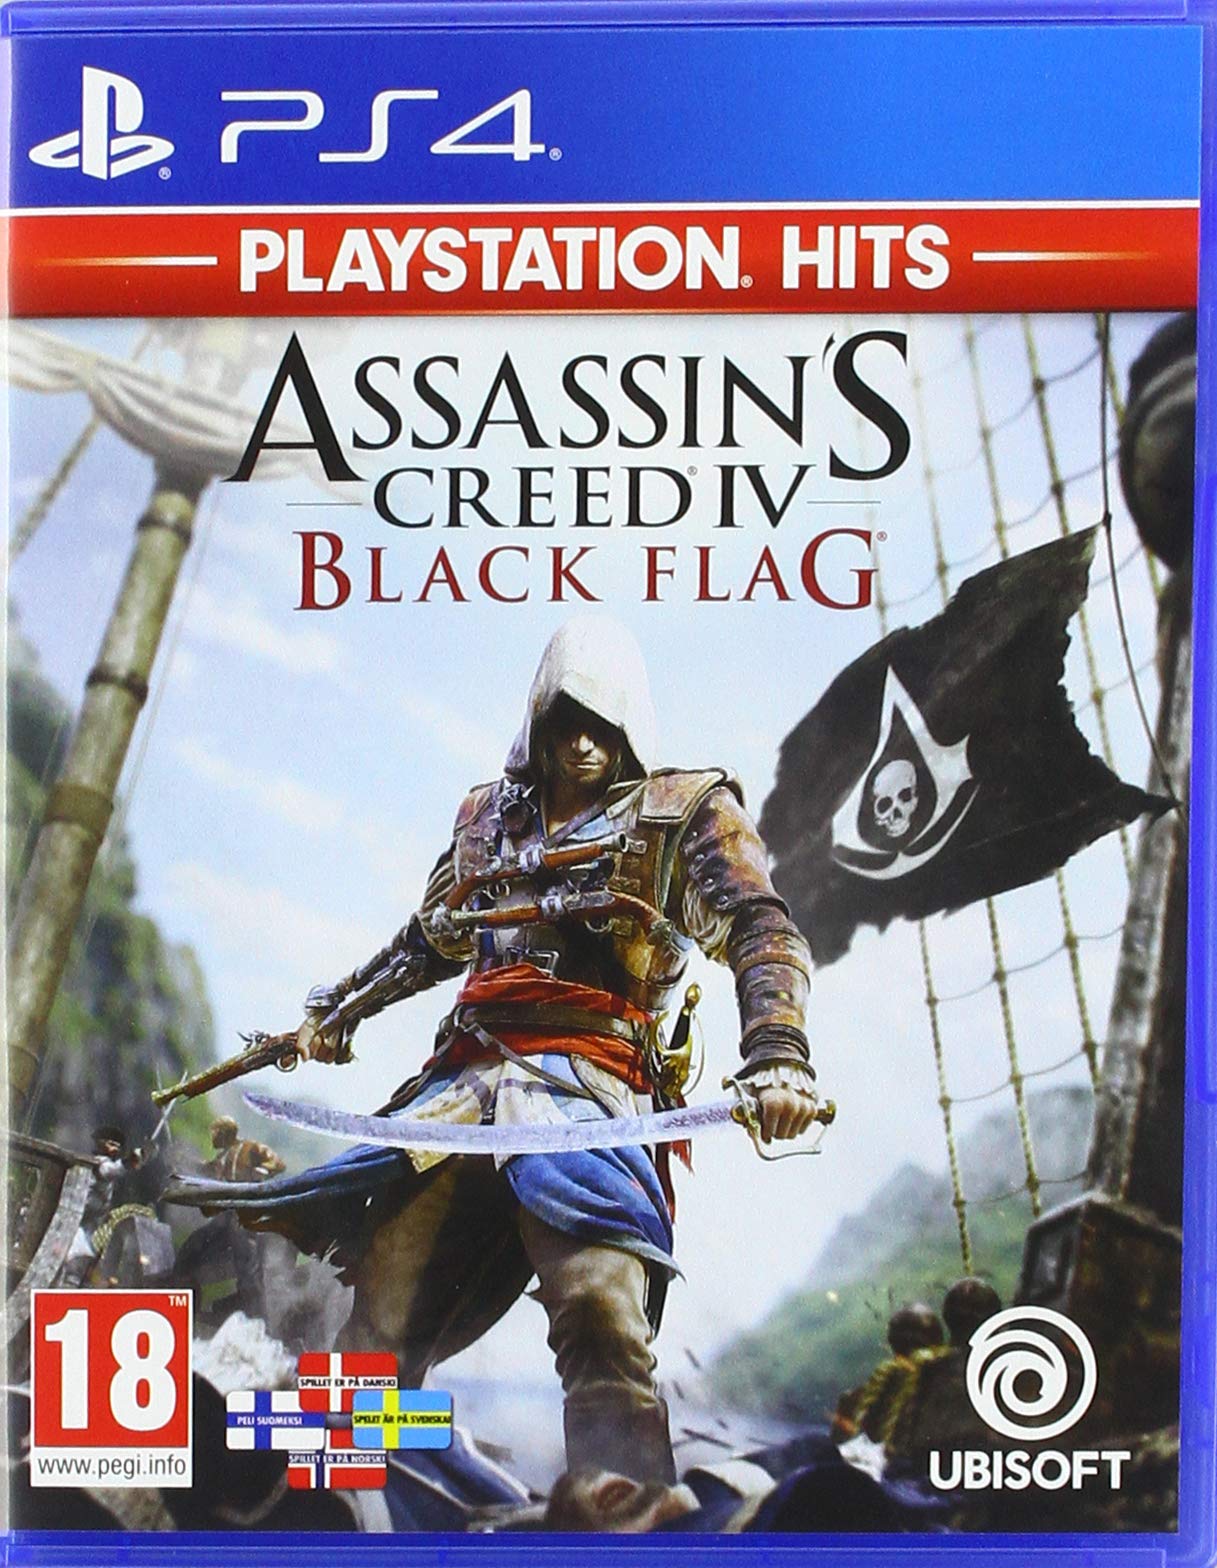 PS4
PLAYSTATION® HITS
ASSASSIN'S
CREED® IV
BLACK FLAG®
18™
www.pegi.info
SPILLET ER PÅ DANSK!
PELI SUOMEKSI
SPELET ÄR PÅ SVENSKA!
SPILLET ER PÅ NORSK!
UBISOFT